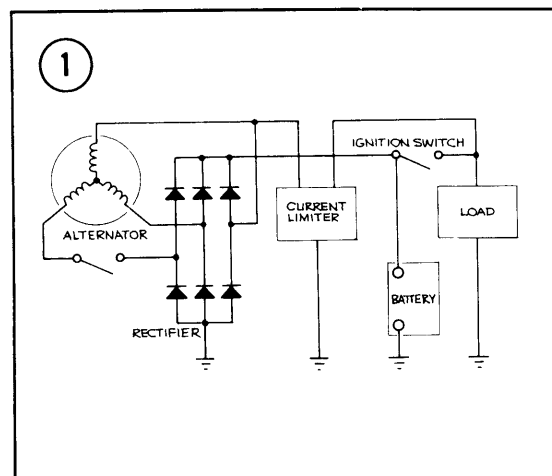 1
IGNITION SWITCH
ALTERNATOR
CURRENT
LIMITER
LOAD
BATTERY
RECTIFIER